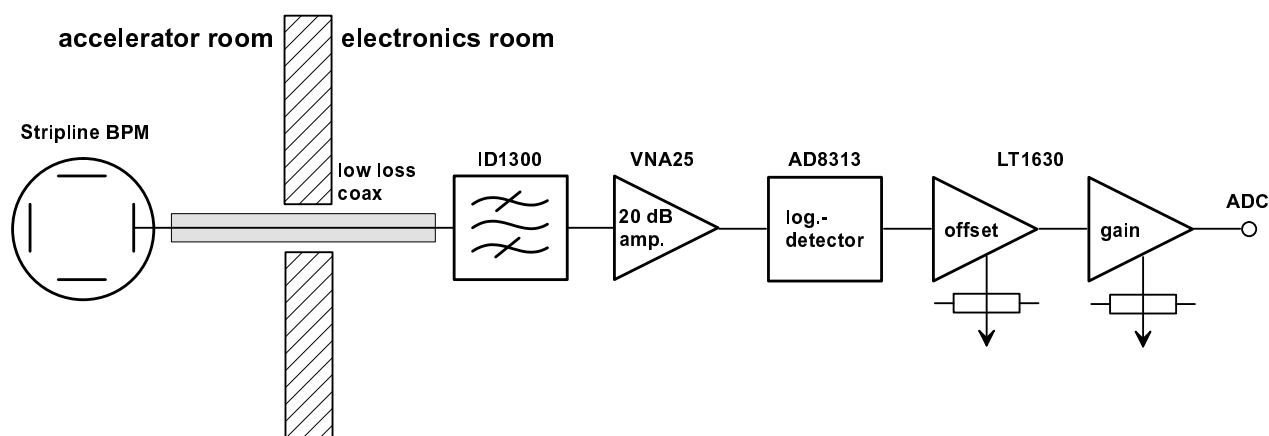 accelerator room
electronics room
Stripline BPM
low loss
coax
ID1300
VNA25
20 dB
amp.
AD8313
log.-
detector
LT1630
offset
gain
ADC